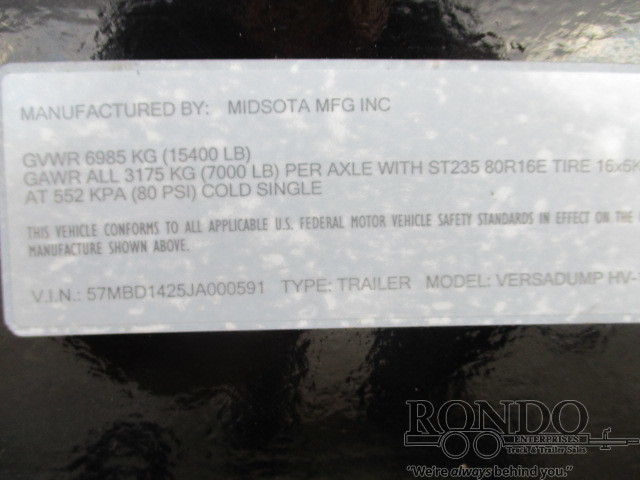 MANUFACTURED BY: MIDSOTA MFG INC
GVWR 6985 KG (15400 LB)
GAWR ALL 3175 KG (7000 LB) PER AXLE WITH ST235 80R16E TIRE 16x6
AT 552 KPA (80 PSI) COLD SINGLE
THIS VEHICLE CONFORMS TO ALL APPLICABLE U.S. FEDERAL MOTOR VEHICLE SAFETY STANDARDS IN EFFECT ON THE
MANUFACTURE SHOWN ABOVE.
V.I.N.: 57MBD1425JA000591 TYPE: TRAILER MODEL: VERSADUMP HV-
RONDO
ENTERPRISES
Truck & Trailer Sales
"We're always behind you."